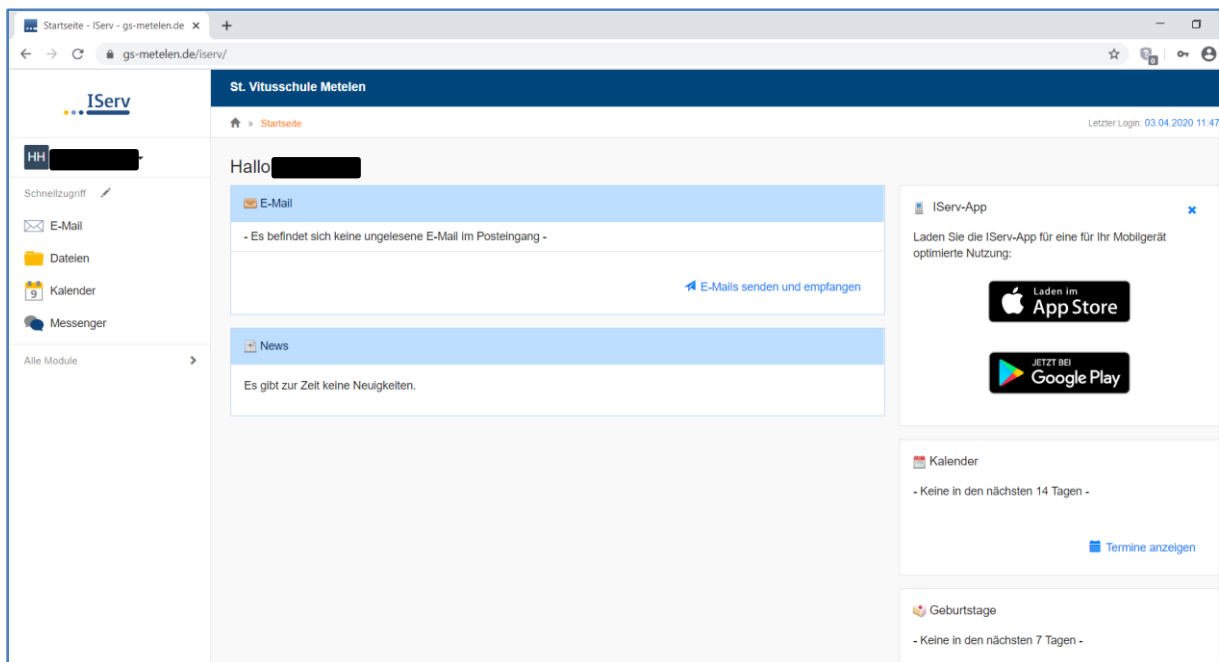 Startseite - IServ - gs-metelen.de
gs-metelen.de/iserv/
IServ
St. Vitusschule Metelen
Startseite
Letzter Login: 03.04.2020 11:47
HH
Hallo
Schnellzugriff
E-Mail
Dateien
9
Kalender
Messenger
Alle Module
E-Mail
- Es befindet sich keine ungelesene E-Mail im Posteingang -
E-Mails senden und empfangen
News
Es gibt zur Zeit keine Neuigkeiten.
IServ-App
Laden Sie die IServ-App für eine für Ihr Mobilgerät
optimierte Nutzung:
Laden im
App Store
JETZT BEI
Google Play
Kalender
- Keine in den nächsten 14 Tagen -
Termine anzeigen
Geburtstage
- Keine in den nächsten 7 Tagen -